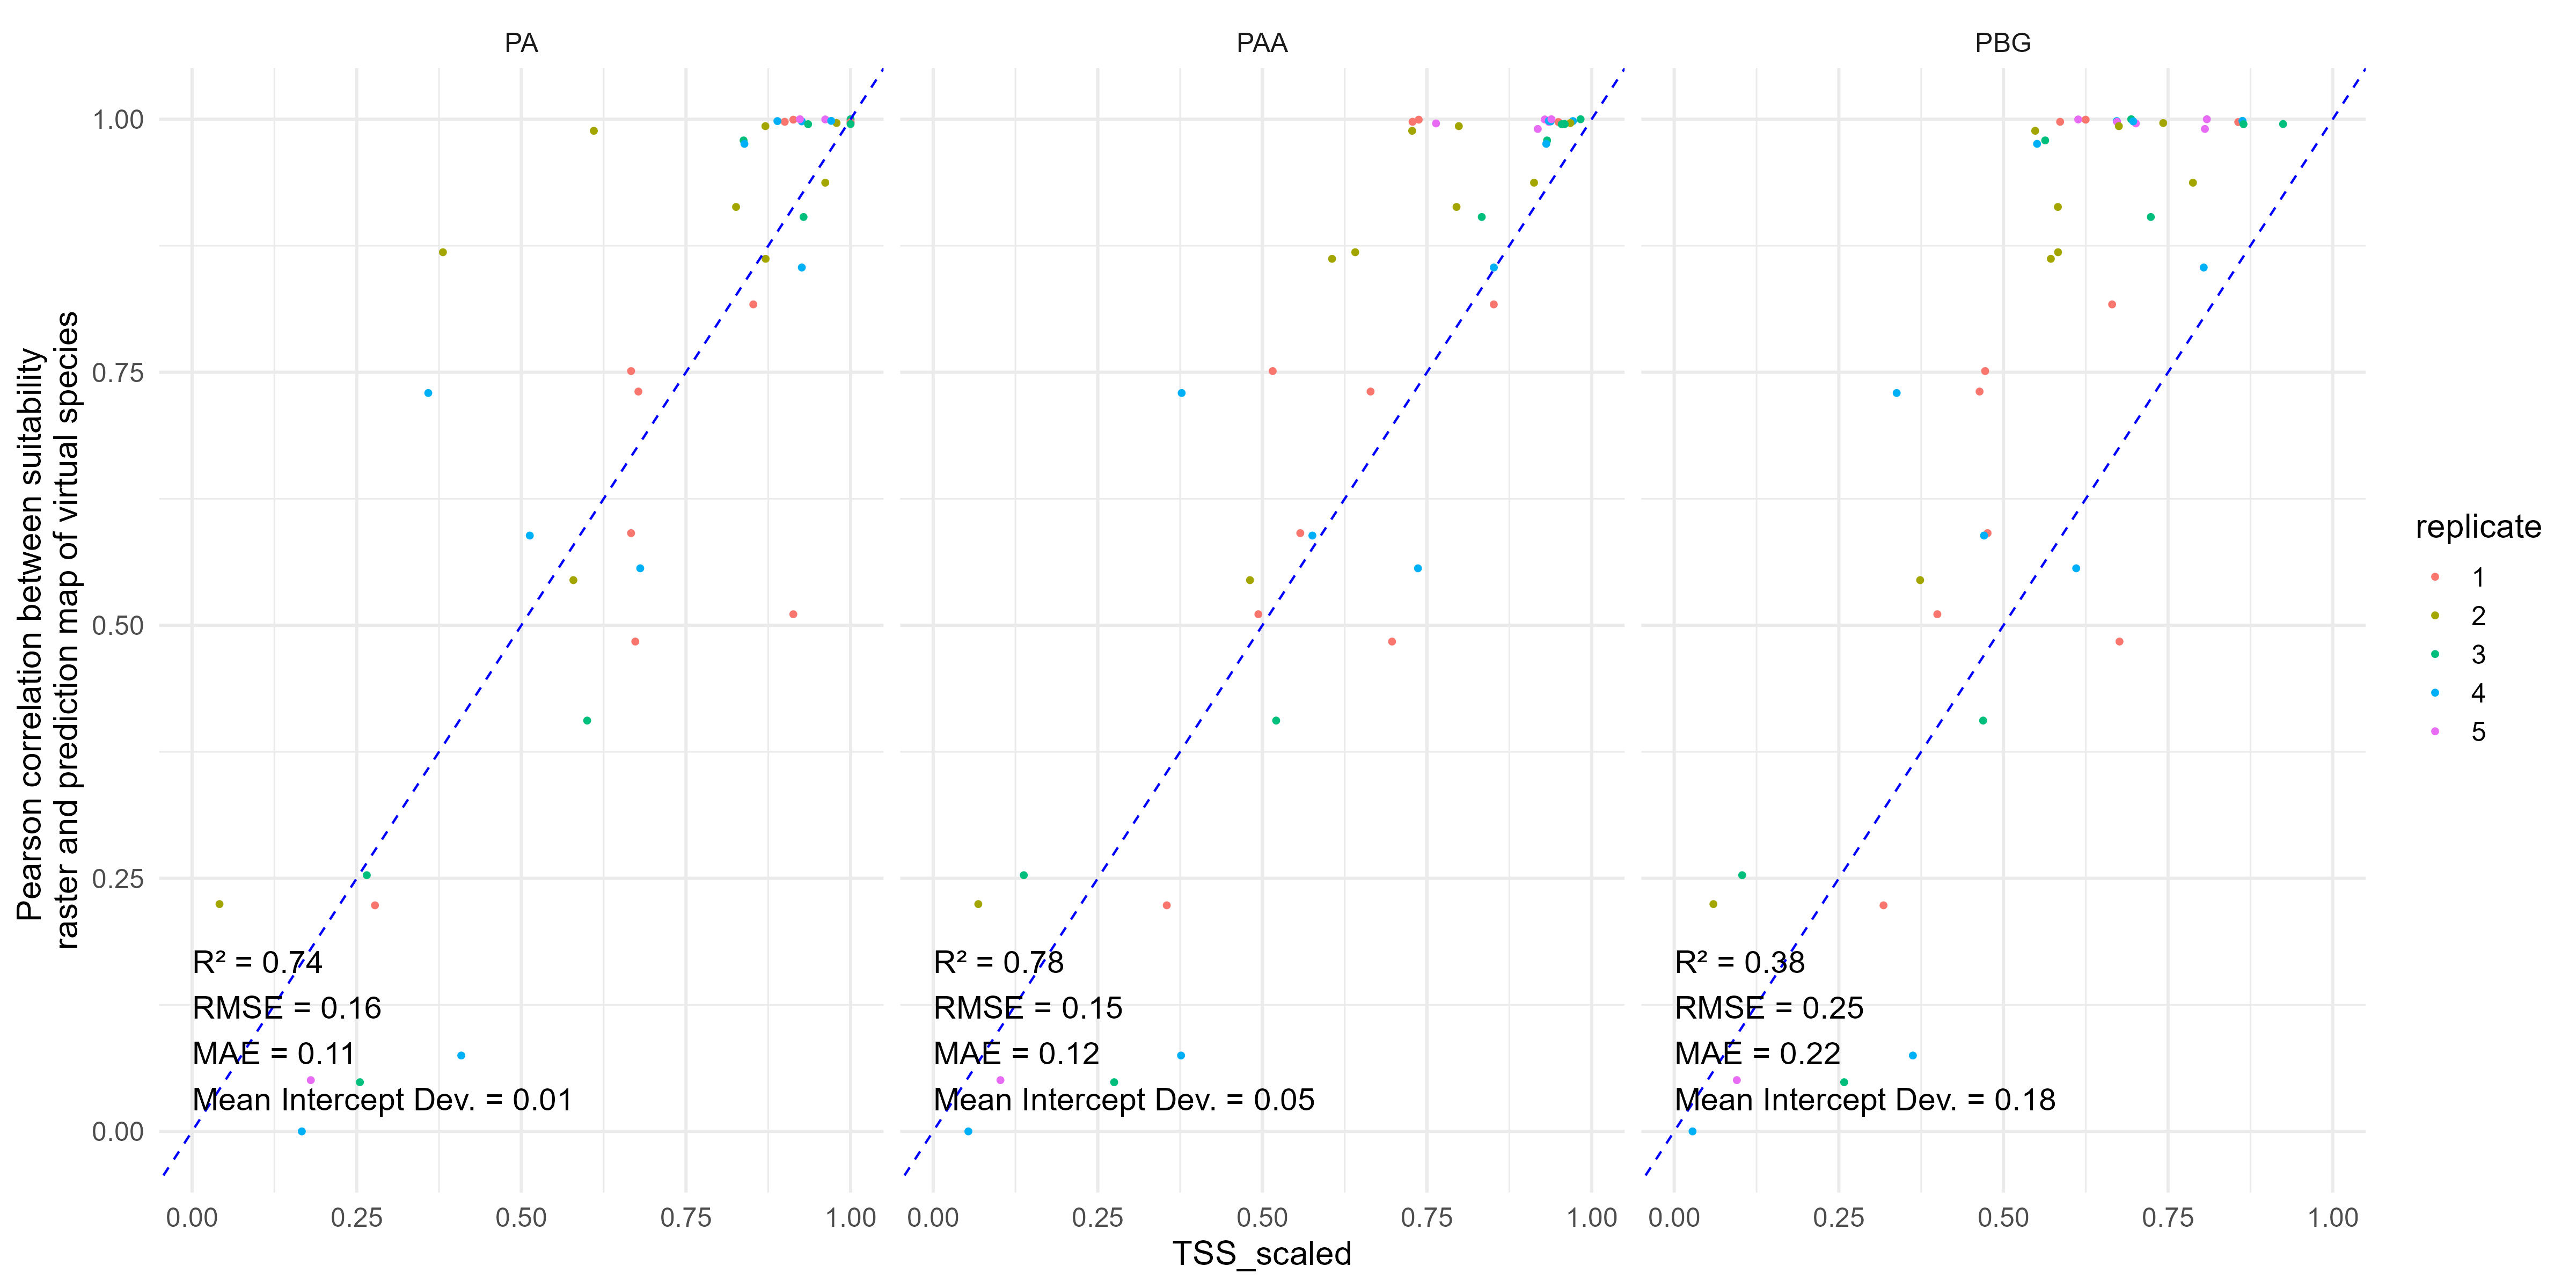 PA
PAA
PBG
Pearson correlation between suitability
raster and prediction map of virtual species
1.00
0.75
0.50
0.25
0.00
R² = 0.74
RMSE = 0.16
MAE = 0.11
Mean Intercept Dev. = 0.01
R² = 0.78
RMSE = 0.15
MAE = 0.12
Mean Intercept Dev. = 0.05
R² = 0.38
RMSE = 0.25
MAE = 0.22
Mean Intercept Dev. = 0.18
0.00 0.25 0.50 0.75 1.00
0.00 0.25 0.50 0.75 1.00
0.00 0.25 0.50 0.75 1.00
TSS_scaled
replicate
1
2
3
4
5